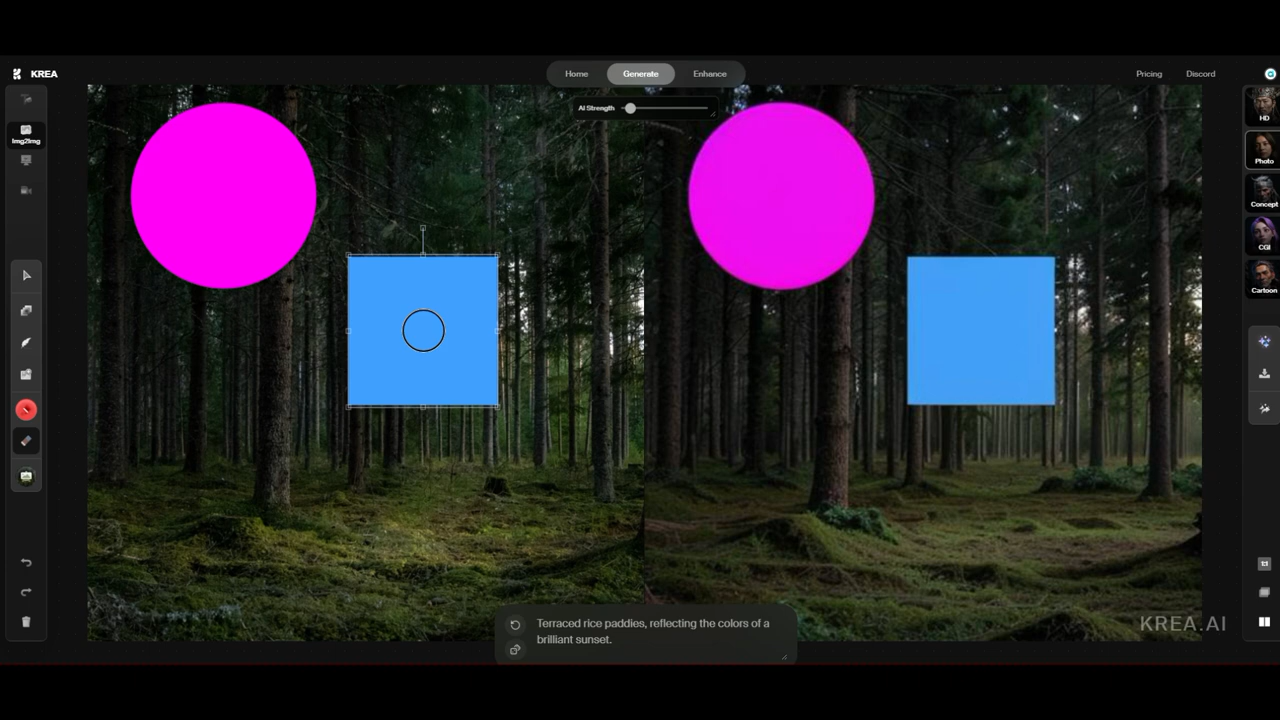 KREA
Home
Generate
Enhance
Pricing
Discord
AI Strength
Img2Img
HD
Photo
Concept
CGI
Cartoon
Terraced rice paddies, reflecting the colors of a
brilliant sunset.
KREA.AI